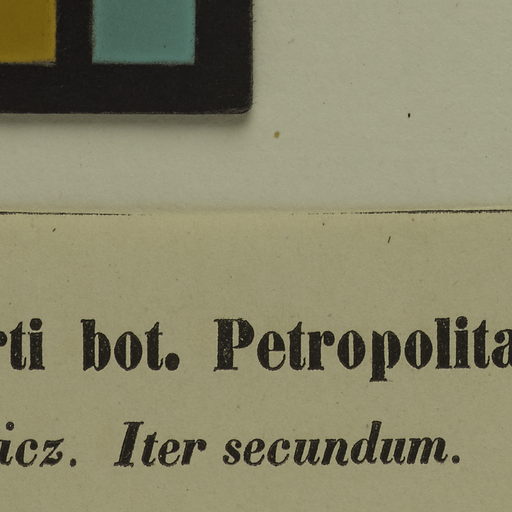 rti bot. Petropolita
icz. Iter secundum.